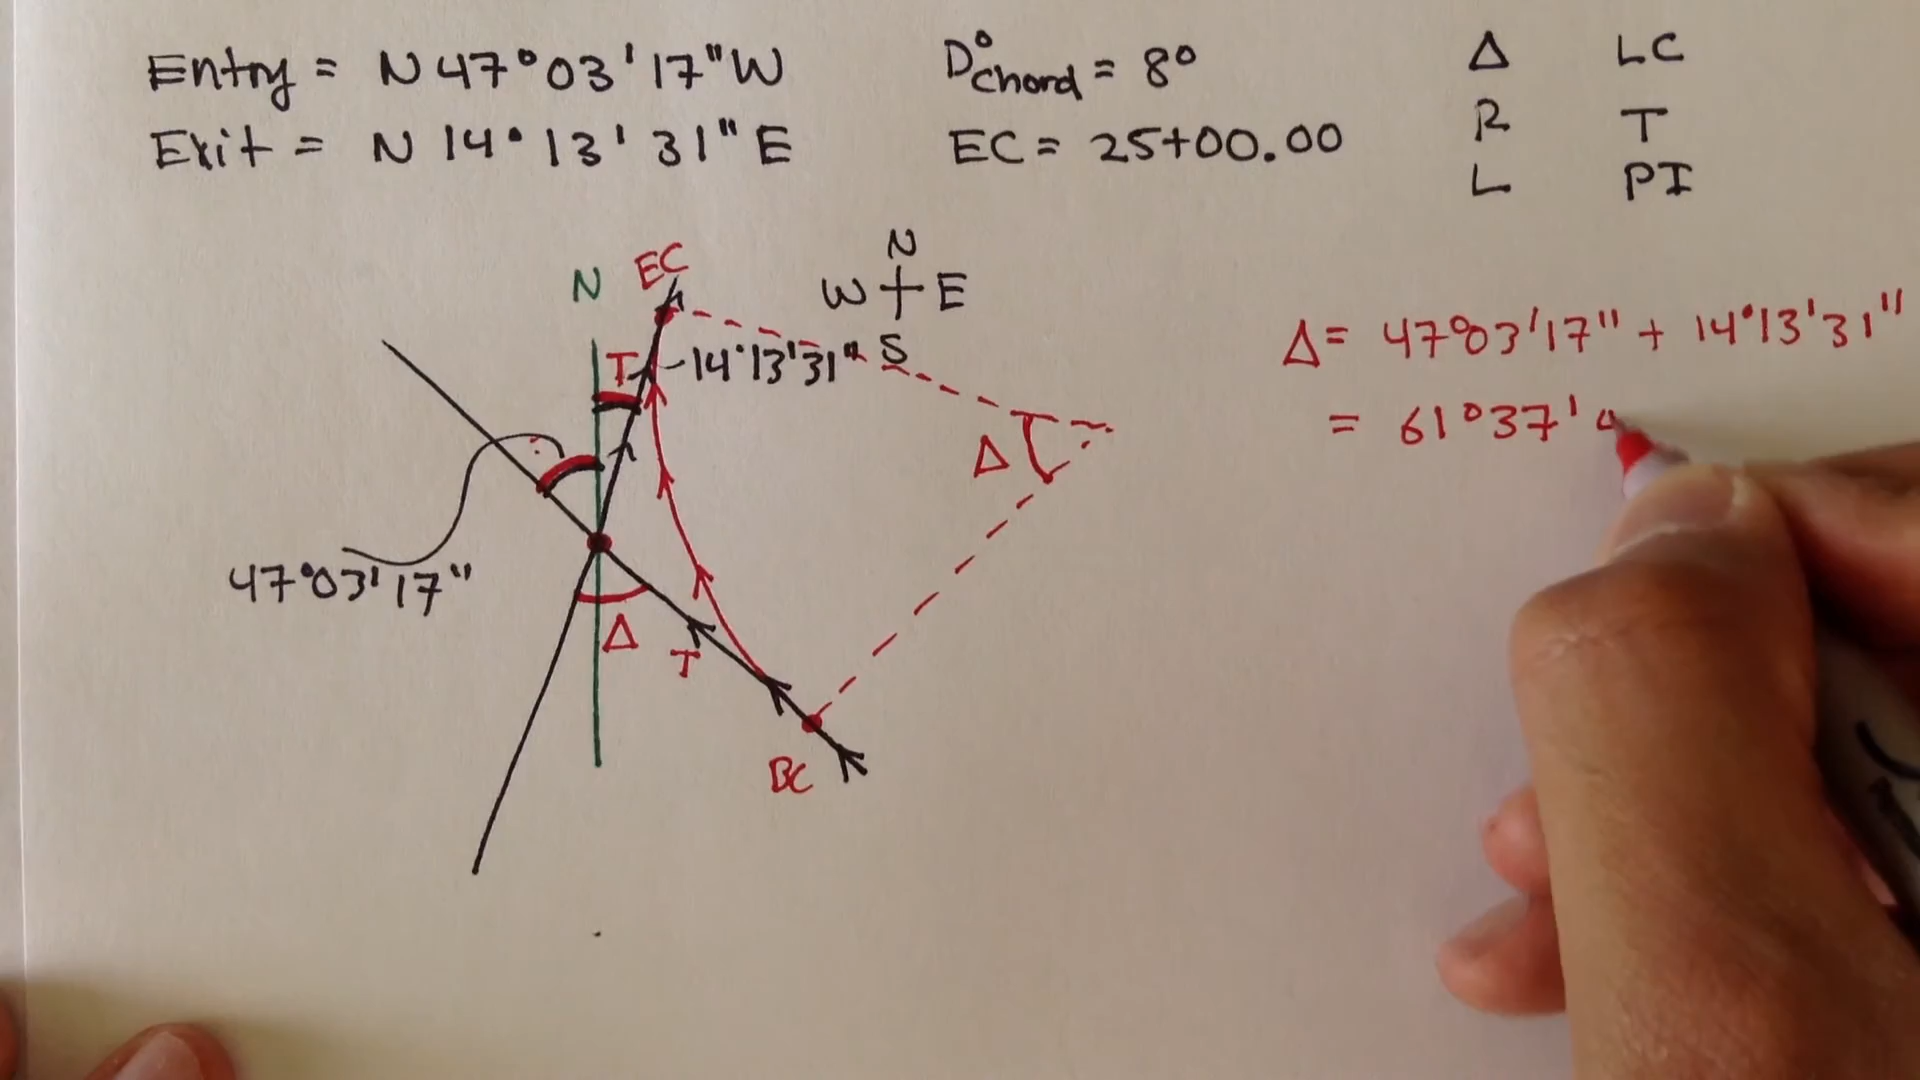 Entry = N 47°03'17"W
Exit = N 14°13'31"E
D°chord = 8°
EC = 25+00.00
Δ LC
R T
L PI
N
EC
N
W E
S
T
14°13'31"
Δ
47°03'17"
Δ
T
BC
Δ = 47°03'17" + 14°13'31"
= 61°37'